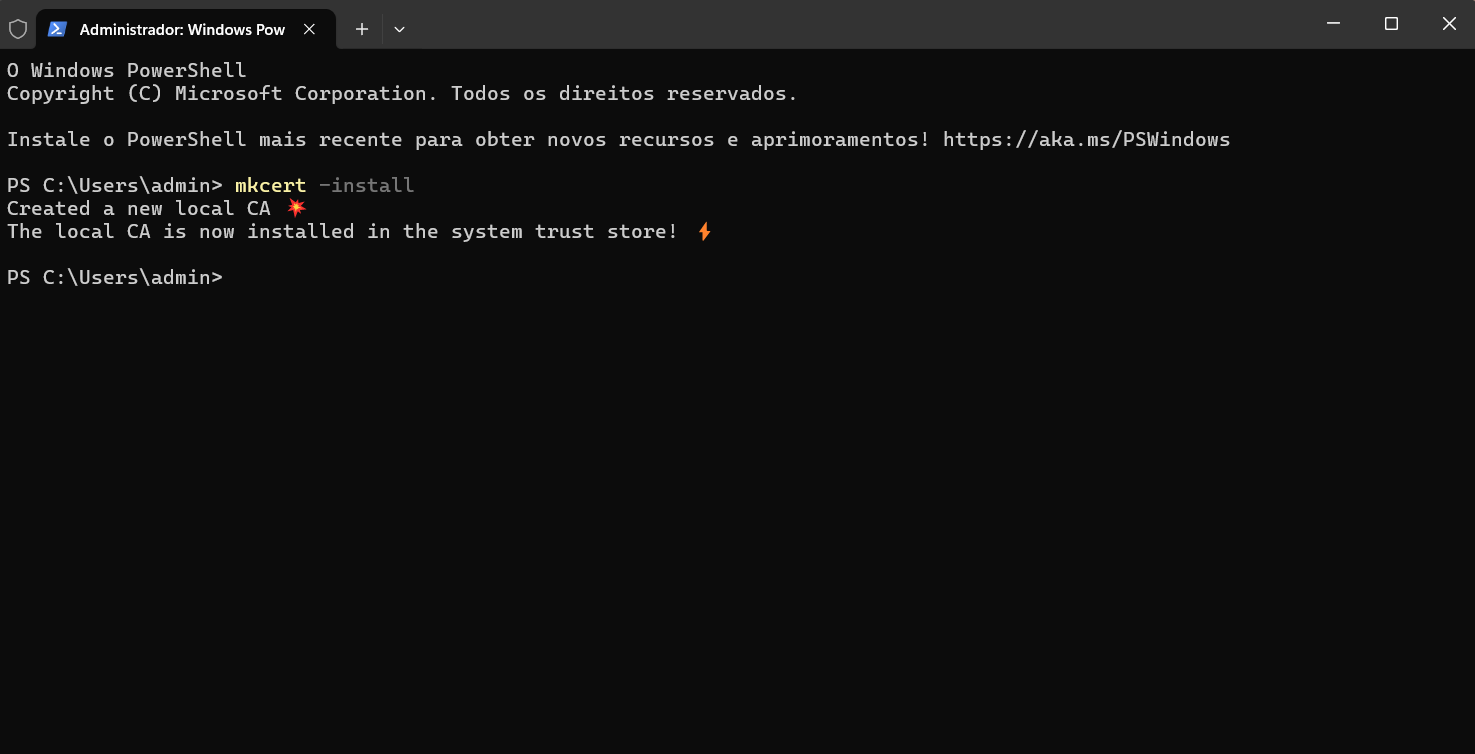 Administrador: Windows Pow
O Windows PowerShell
Copyright (C) Microsoft Corporation. Todos os direitos reservados.
Instale o PowerShell mais recente para obter novos recursos e aprimoramentos! https://aka.ms/PSWindows
PS C:\Users\admin> mkcert -install
Created a new local CA 💥
The local CA is now installed in the system trust store! ⚡
PS C:\Users\admin>